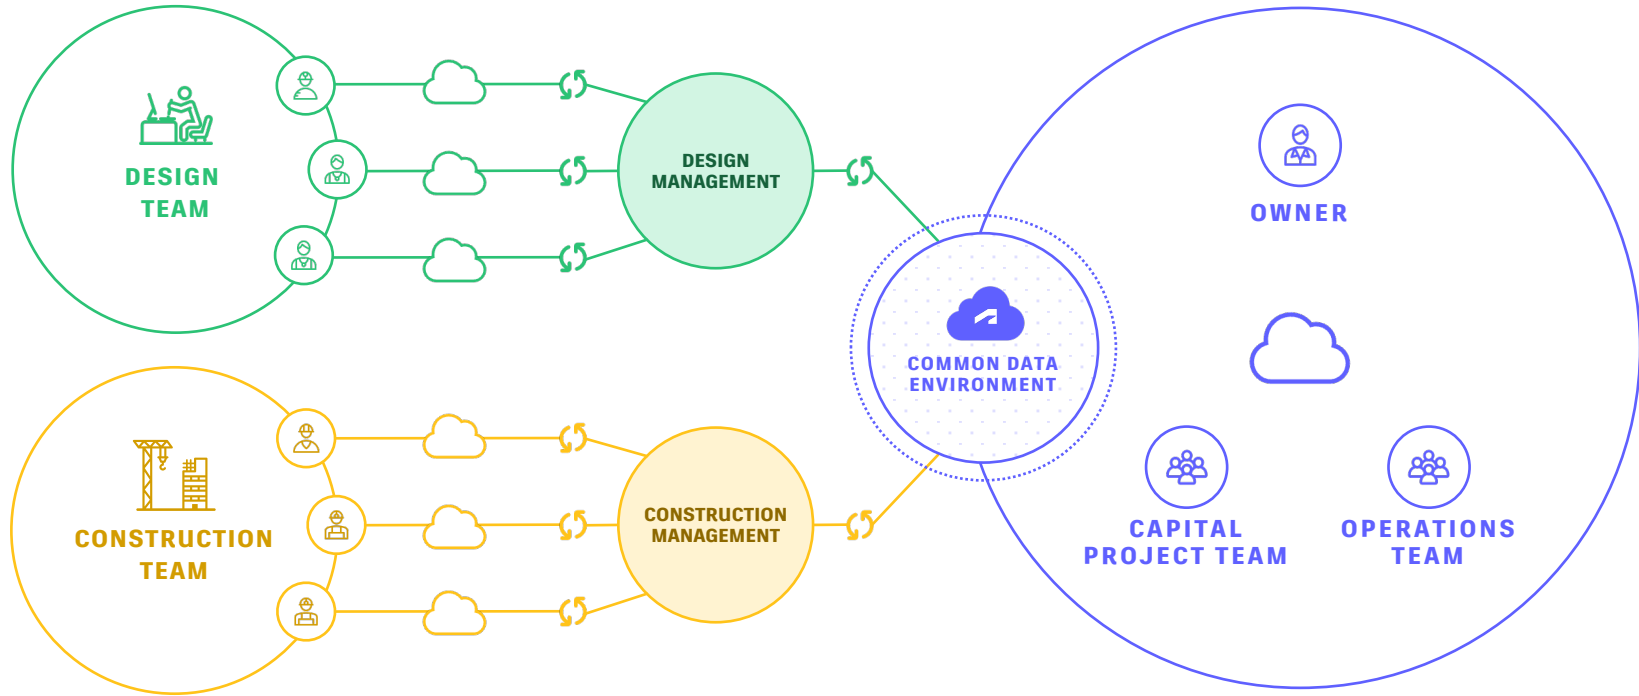 DESIGN
TEAM
DESIGN
MANAGEMENT
OWNER
COMMON DATA
ENVIRONMENT
CONSTRUCTION
TEAM
CONSTRUCTION
MANAGEMENT
CAPITAL
PROJECT TEAM
OPERATIONS
TEAM